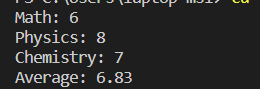 Math: 6
Physics: 8
Chemistry: 7
Average: 6.83